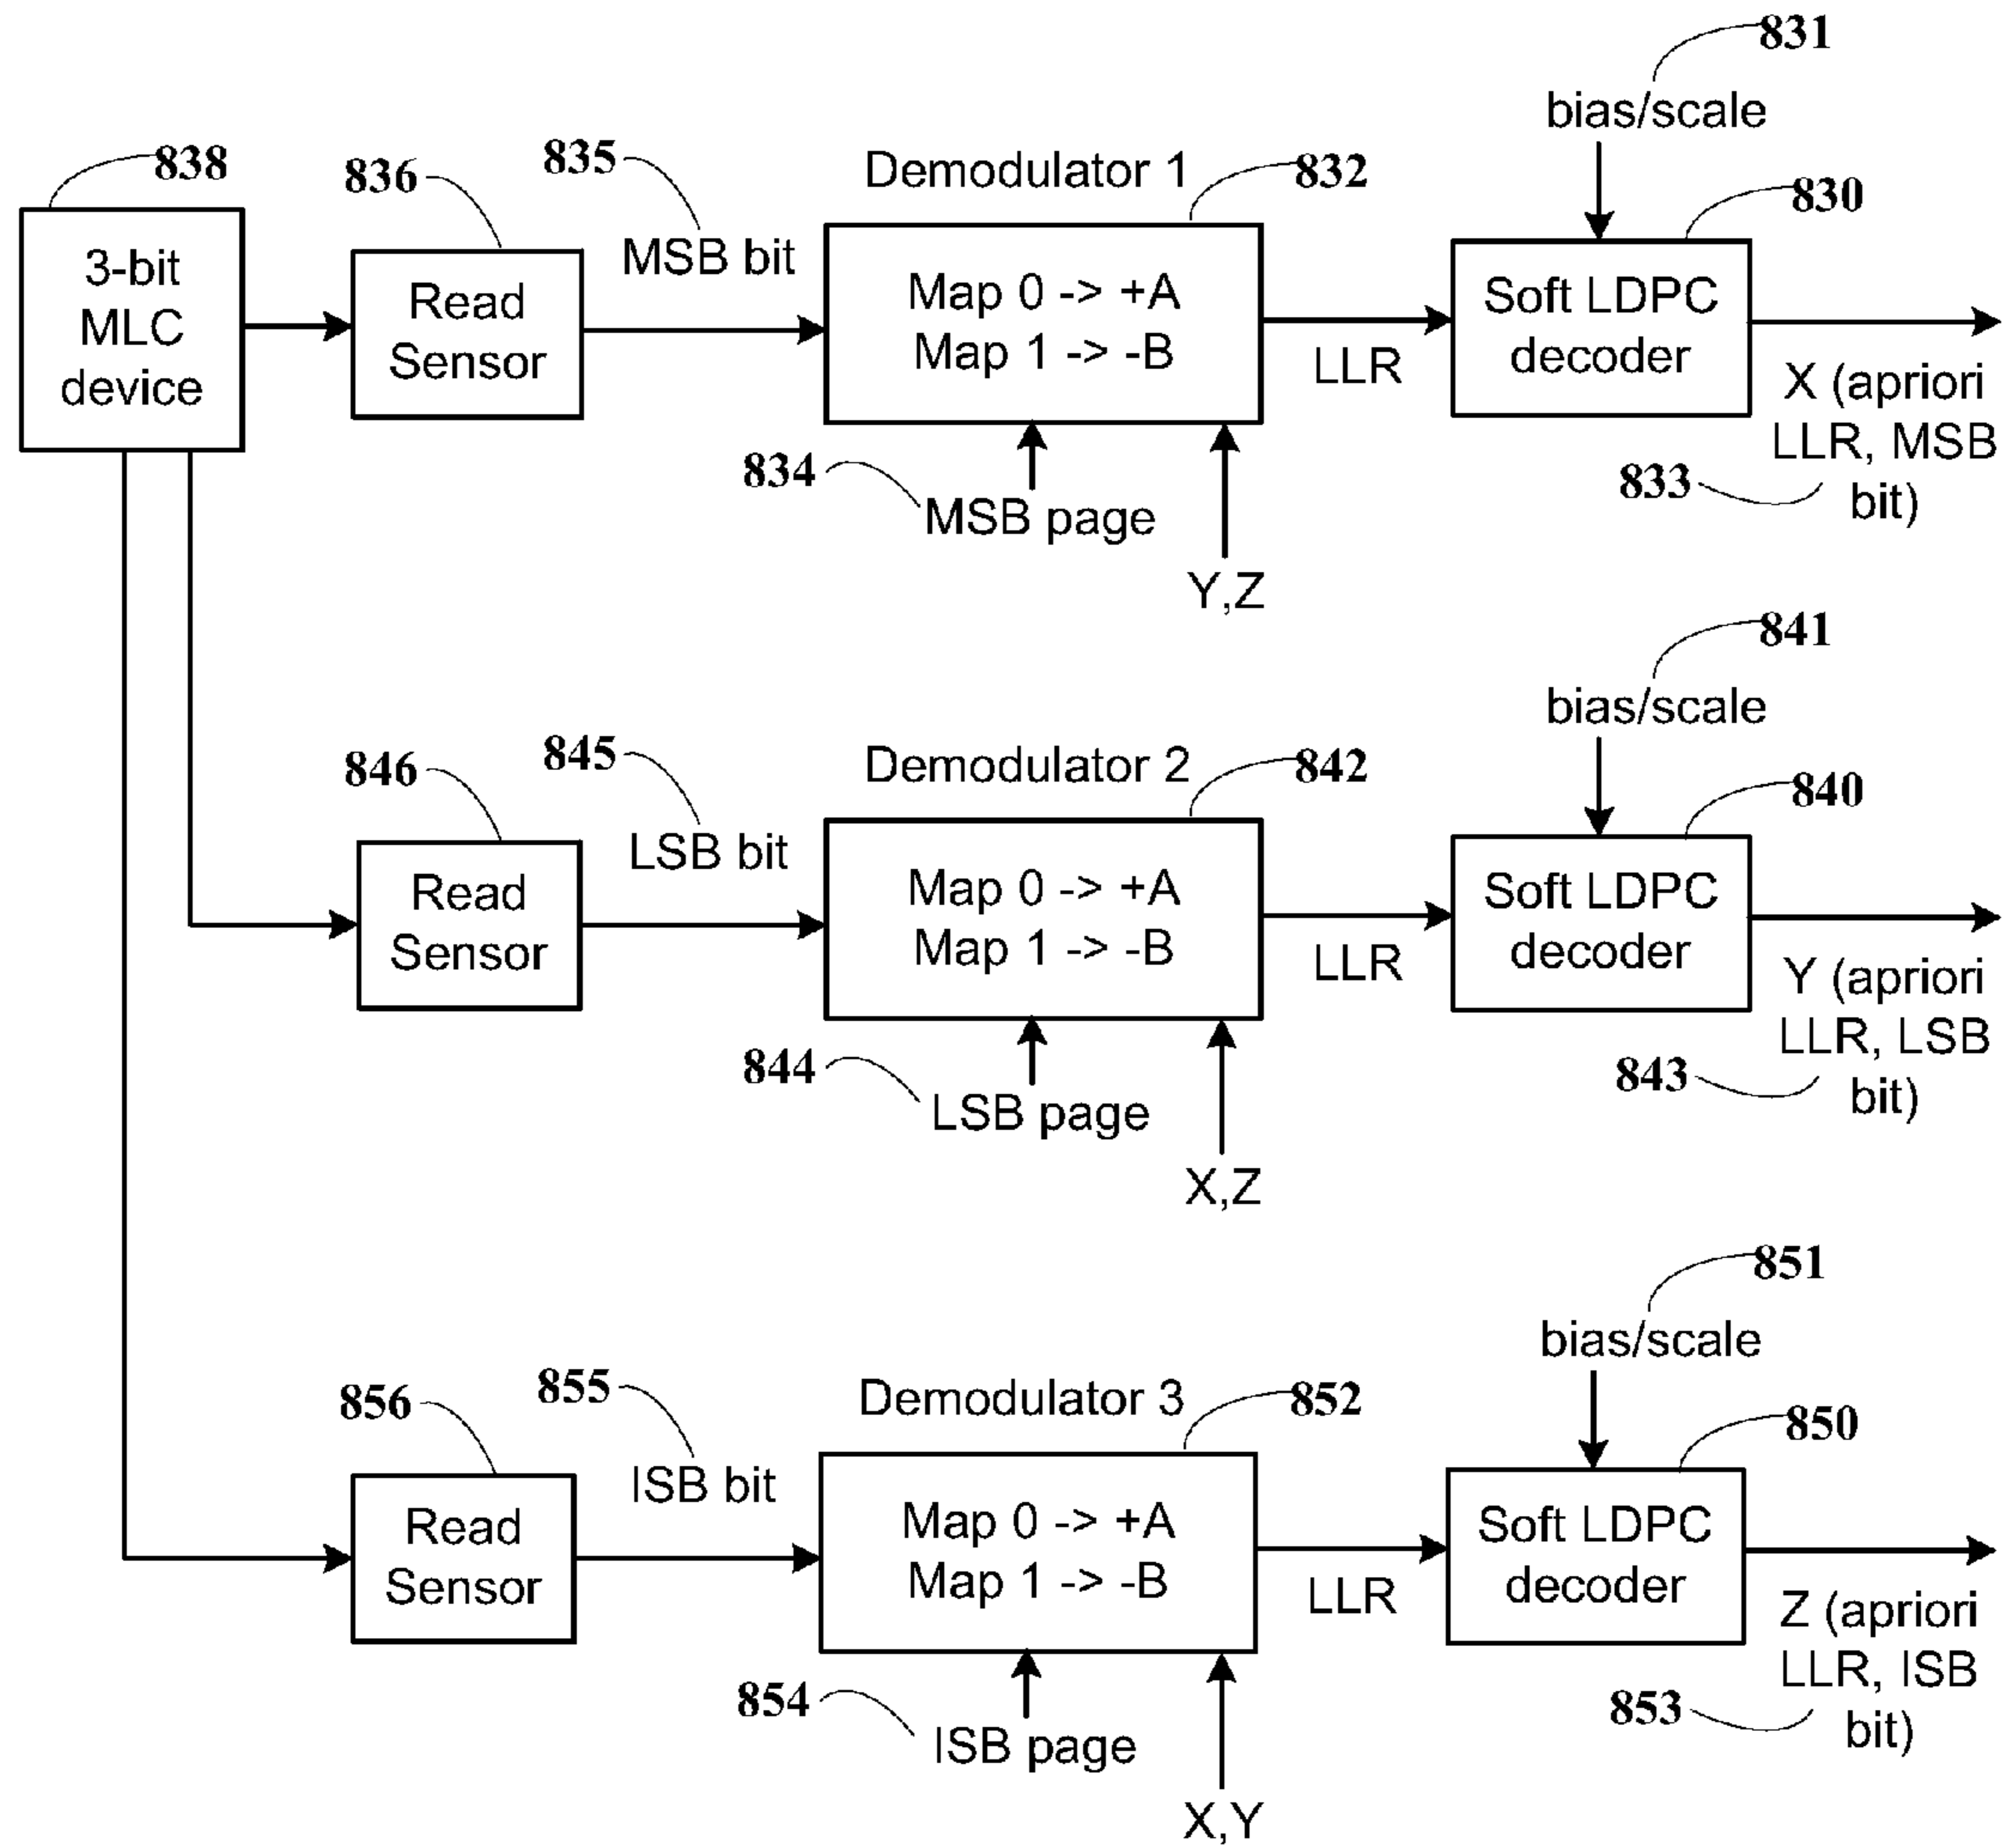 831
bias/scale
838
836
835
Demodulator 1
832
830
3-bit
MLC
device
Read
Sensor
MSB bit
Map 0 -> +A
Map 1 -> -B
LLR
Soft LDPC
decoder
X (apriori
LLR, MSB
bit)
833
834
MSB page
Y,Z
841
bias/scale
846
845
Demodulator 2
842
840
Read
Sensor
LSB bit
Map 0 -> +A
Map 1 -> -B
LLR
Soft LDPC
decoder
Y (apriori
LLR, LSB
bit)
843
844
LSB page
X,Z
851
bias/scale
856
855
Demodulator 3
852
850
Read
Sensor
ISB bit
Map 0 -> +A
Map 1 -> -B
LLR
Soft LDPC
decoder
Z (apriori
LLR, ISB
bit)
853
854
ISB page
X,Y